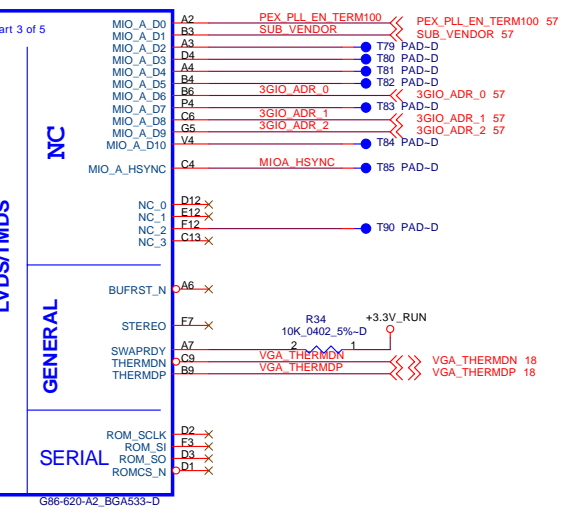 art 3 of 5
MIO_A_D0 A2 PEX_PLL_EN_TERM100 PEX_PLL_EN_TERM100 57
MIO_A_D1 B3 SUB_VENDOR SUB_VENDOR 57
MIO_A_D2 A3 T79 PAD~D
MIO_A_D3 D4 T80 PAD~D
MIO_A_D4 A4 T81 PAD~D
MIO_A_D5 B4 T82 PAD~D
MIO_A_D6 B6 3GIO_ADR_0 3GIO_ADR_0 57
MIO_A_D7 P4 T83 PAD~D
MIO_A_D8 C6 3GIO_ADR_1 3GIO_ADR_1 57
MIO_A_D9 G5 3GIO_ADR_2 3GIO_ADR_2 57
MIO_A_D10 V4 T84 PAD~D
MIO_A_HSYNC C4 MIOA_HSYNC T85 PAD~D
NC
NC_0 D12
NC_1 E12
NC_2 F12 T90 PAD~D
NC_3 C13
LVDS/TMDS
GENERAL
BUFRST_N A6
STEREO F7
R34 +3.3V_RUN
10K_0402_5%~D
SWAPRDY A7 2 1
THERMDN C9 VGA_THERMDN VGA_THERMDN 18
THERMDP B9 VGA_THERMDP VGA_THERMDP 18
SERIAL
ROM_SCLK D2
ROM_SI F3
ROM_SO D3
ROMCS_N D1
G86-620-A2_BGA533~D